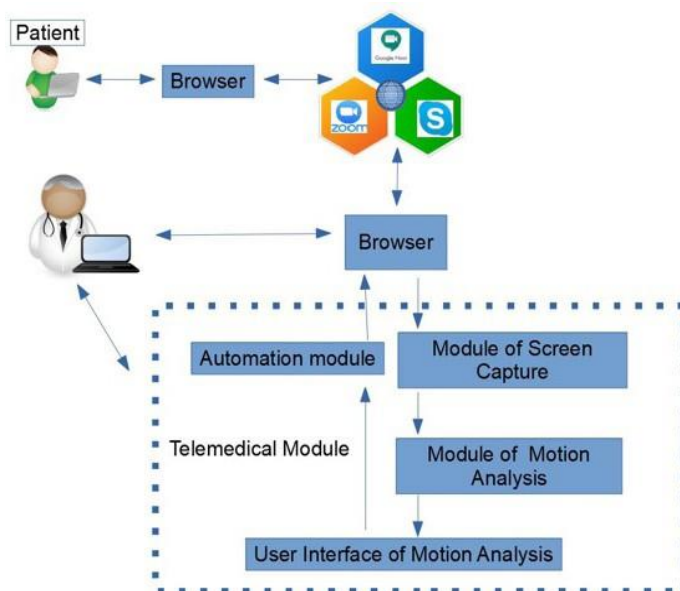 Patient
Browser
Google Meet
zoom
S
Browser
Automation module
Module of Screen
Capture
Telemedical Module
Module of Motion
Analysis
User Interface of Motion Analysis